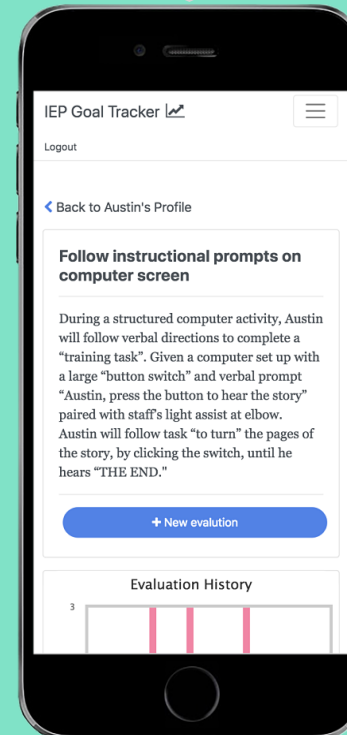 IEP Goal Tracker
Logout
Back to Austin's Profile
Follow instructional prompts on
computer screen
During a structured computer activity, Austin
will follow verbal directions to complete a
“training task”. Given a computer set up with
a large “button switch” and verbal prompt
“Austin, press the button to hear the story”
paired with staff’s light assist at elbow.
Austin will follow task “to turn” the pages of
the story, by clicking the switch, until he
hears “THE END."
+ New evalution
Evaluation History
3